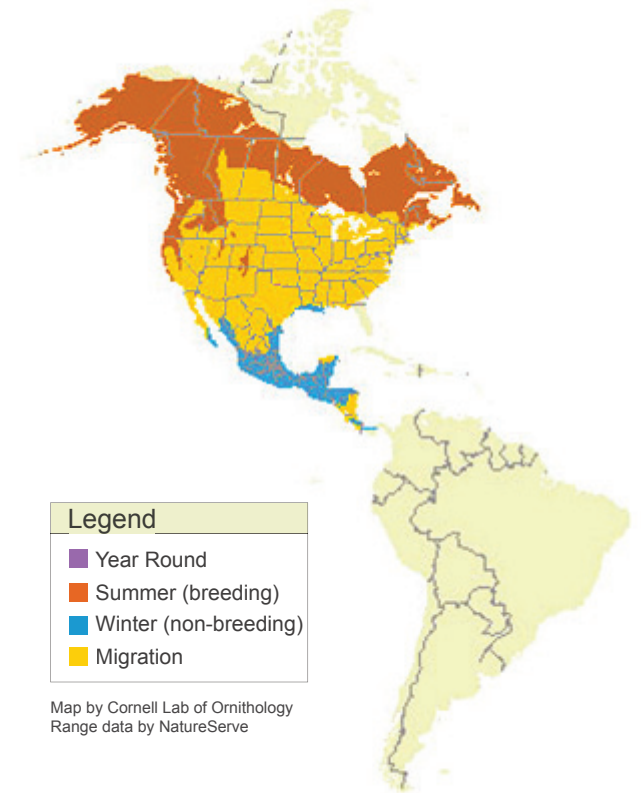 Legend
Year Round
Summer (breeding)
Winter (non-breeding)
Migration
Map by Cornell Lab of Ornithology
Range data by NatureServe